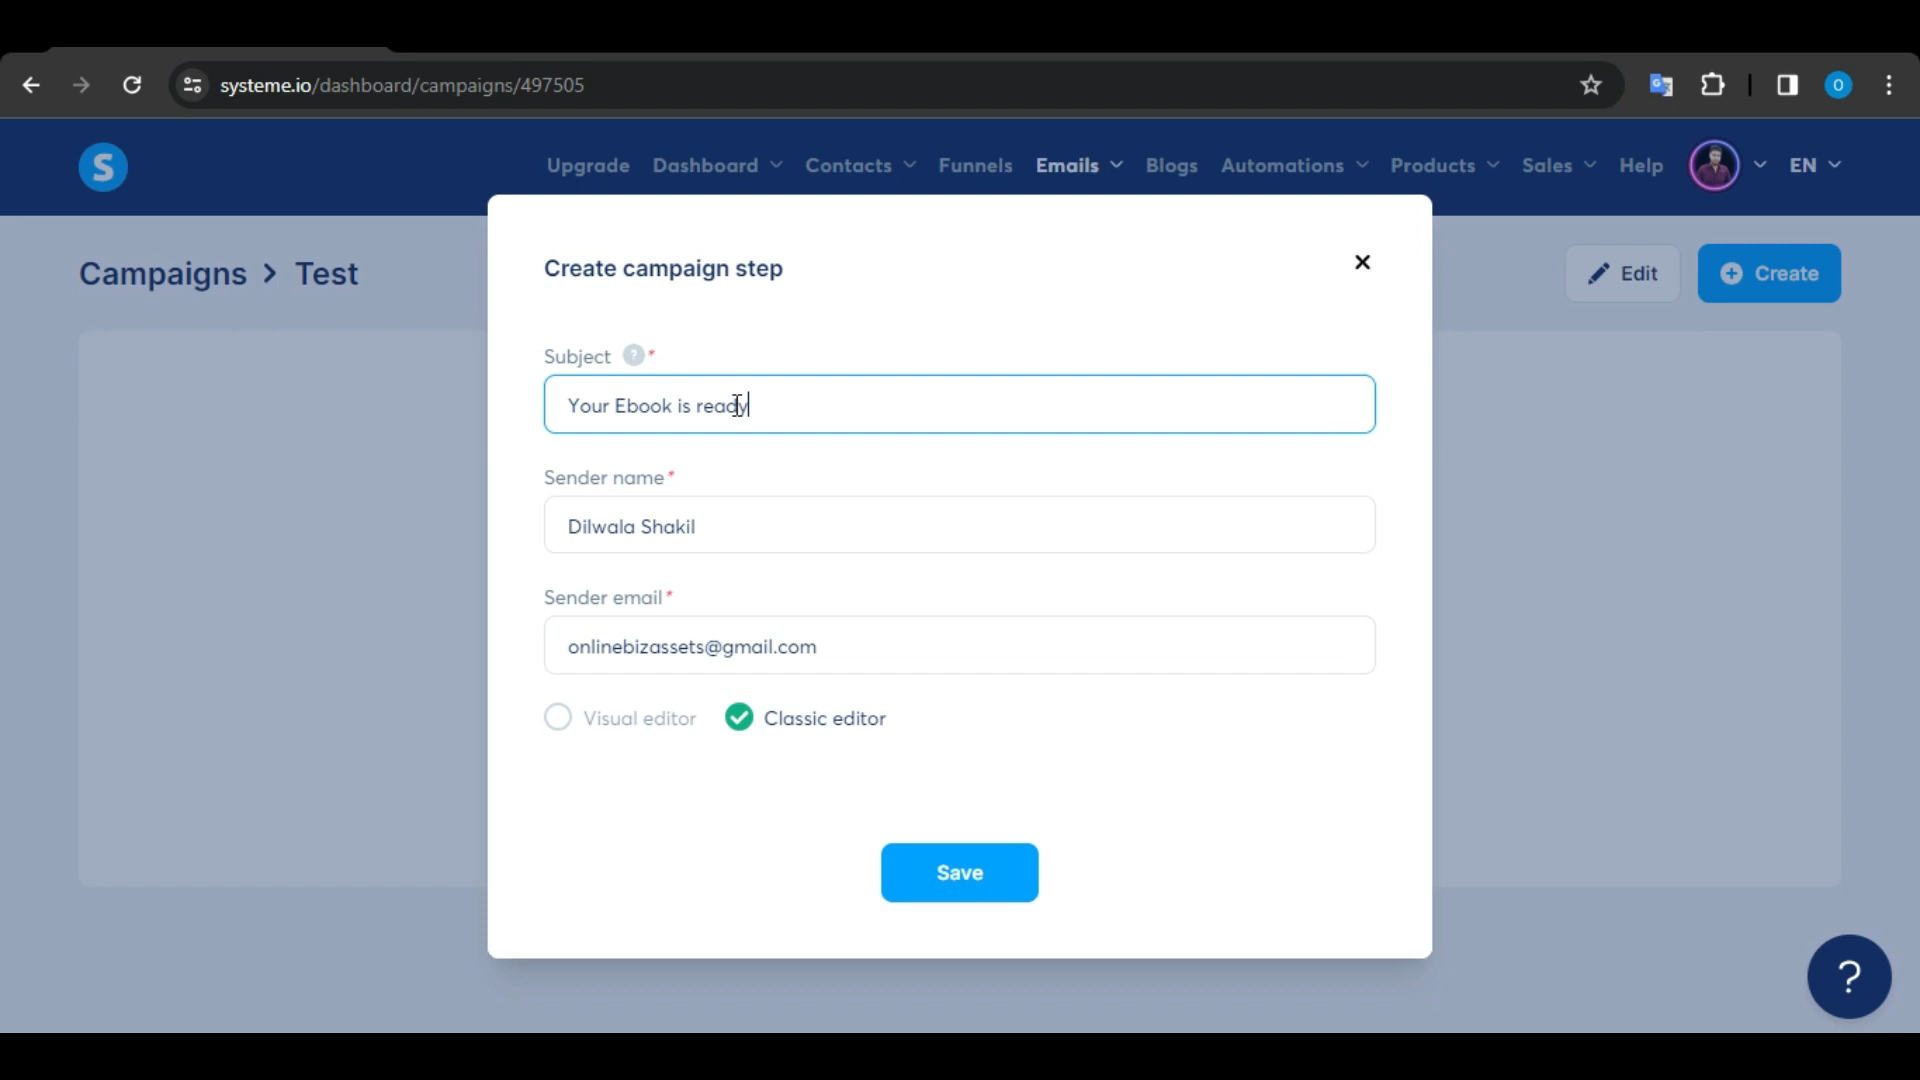 systeme.io/dashboard/campaigns/497505
O
S
Upgrade Dashboard Contacts Funnels Emails Blogs Automations Products Sales Help EN
Campaigns > Test
Edit
Create
Create campaign step
Subject ? *
Your Ebook is ready
Sender name *
Dilwala Shakil
Sender email *
onlinebizassets@gmail.com
Visual editor
Classic editor
Save
?